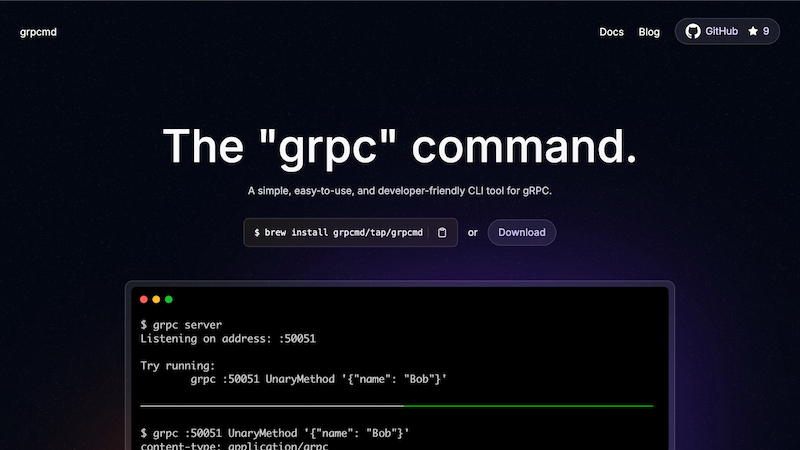 grpcmd
Docs
Blog
GitHub
9
The "grpc" command.
A simple, easy-to-use, and developer-friendly CLI tool for gRPC.
$ brew install grpcmd/tap/grpcmd
or
Download
$ grpc server
Listening on address: :50051
Try running:
grpc :50051 UnaryMethod '{"name": "Bob"}'
$ grpc :50051 UnaryMethod '{"name": "Bob"}'
content-type: application/grpc